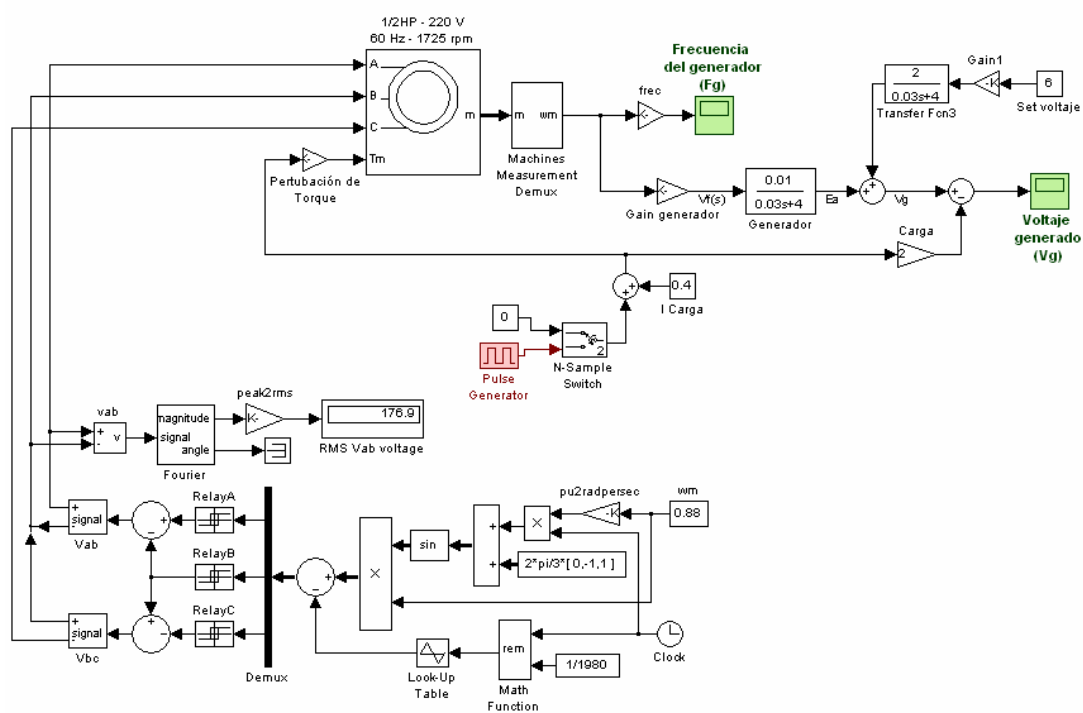 1/2HP - 220 V
60 Hz - 1725 rpm
A
B
C
Tm
m
m
wm
Machines
Measurement
Demux
Pertubación de
Torque
frec
Frecuencia
del generador
(Fg)
Gain generador
Vf(s)
0.01
0.03s+4
Generador
Ea
2
0.03s+4
Transfer Fcn3
Gain1
-K
6
Set voltaje
+
+
Vg
+
−
Voltaje
generado
(Vg)
Carga
2
+
+
0.4
I Carga
0
2
N-Sample
Switch
Pulse
Generator
vab
+
-
v
magnitude
signal
angle
Fourier
peak2rms
K-
176.9
RMS Vab voltage
+
signal
-
Vab
+
−
RelayA
RelayB
RelayC
+
signal
-
Vbc
+
−
Demux
+
−
×
sin
+
+
×
pu2radpersec
-K
wm
0.88
2*pi/3*[0,-1,1]
Look-Up
Table
rem
Math
Function
1/1980
Clock